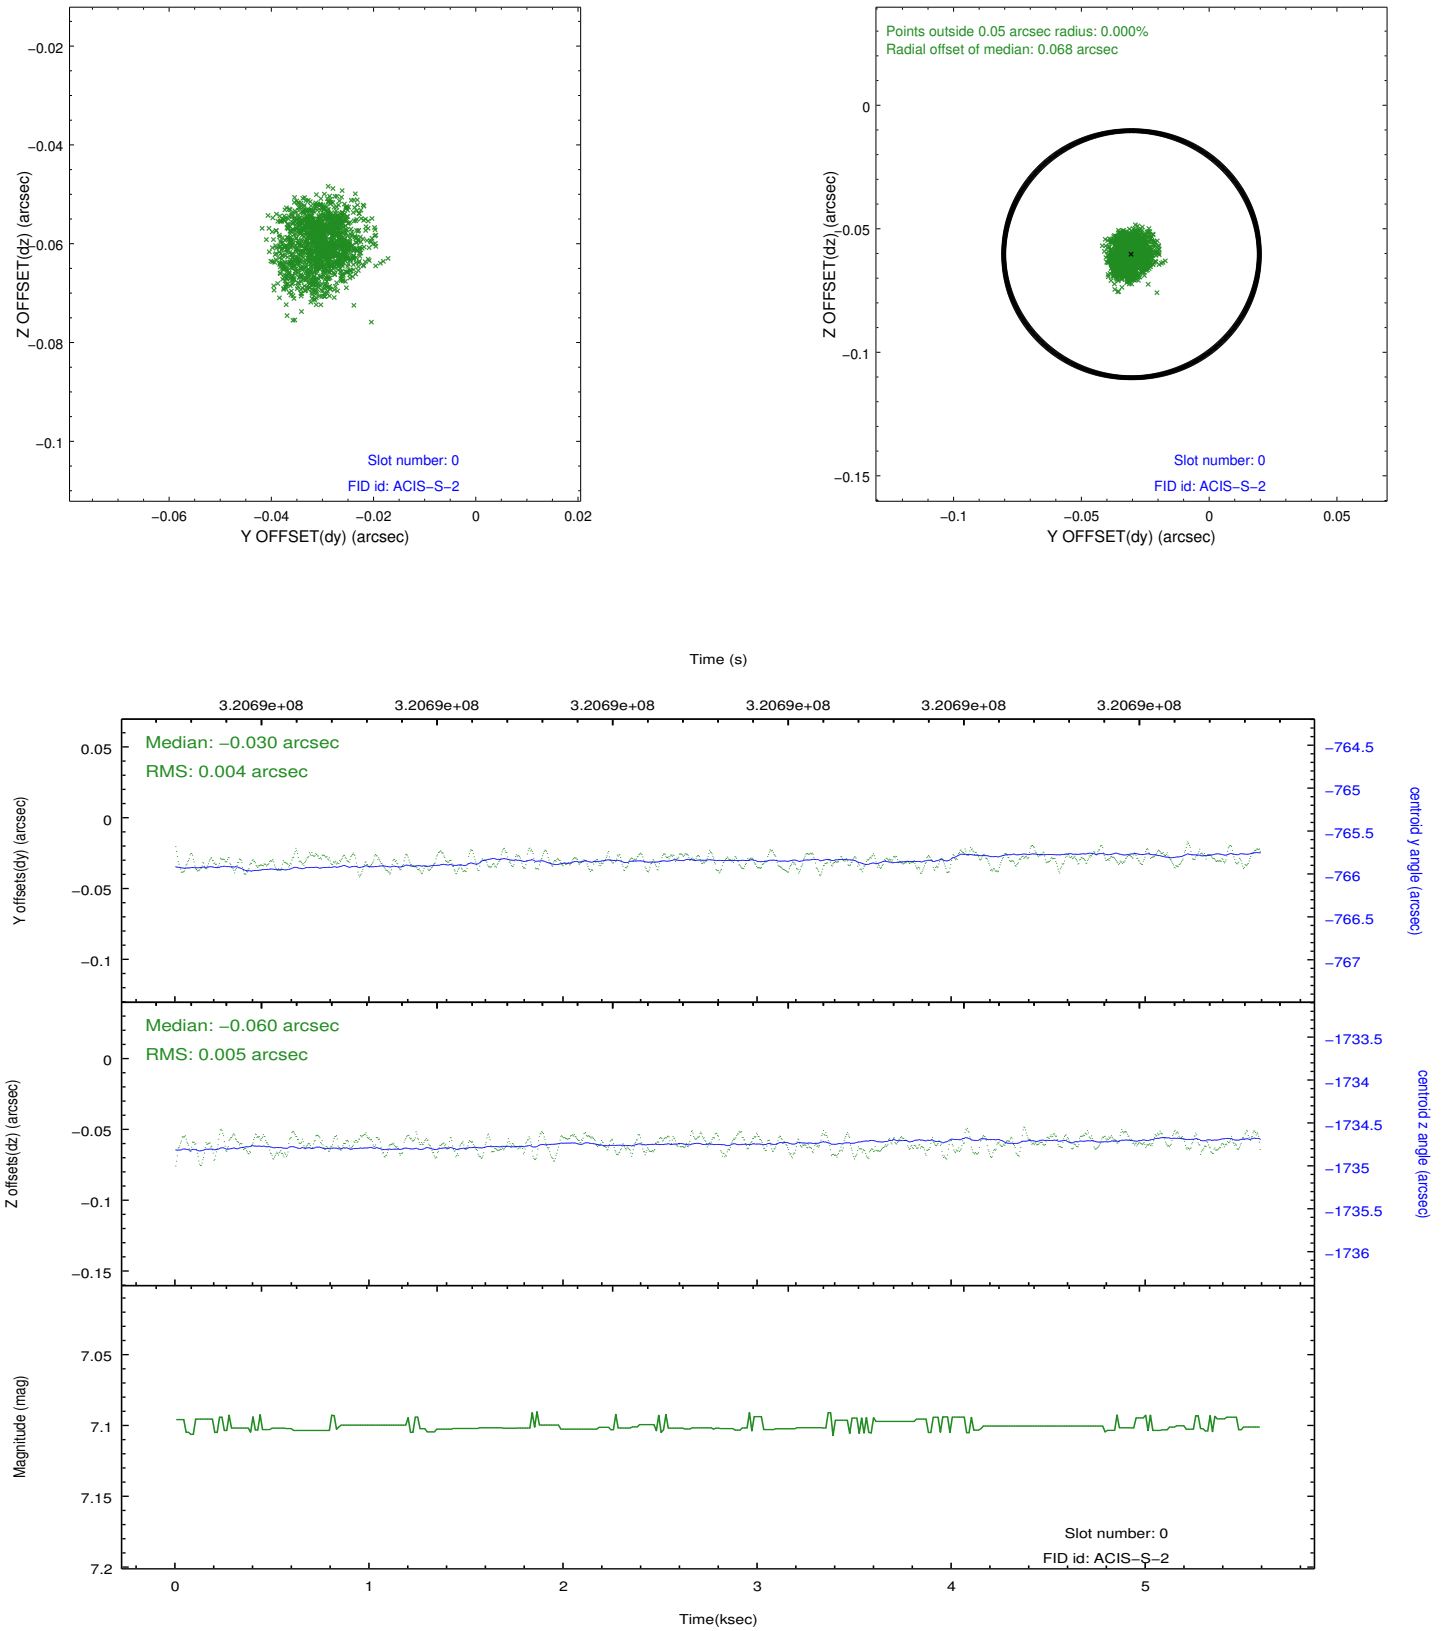 −0.02
−0.04
−0.06
−0.08
−0.1
Z OFFSET(dz) (arcsec)
Slot number: 0
FID id: ACIS−S−2
−0.06
−0.04
−0.02
0
0.02
Y OFFSET(dy) (arcsec)
Points outside 0.05 arcsec radius: 0.000%
Radial offset of median: 0.068 arcsec
0
−0.05
−0.1
−0.15
Z OFFSET(dz) (arcsec)
Slot number: 0
FID id: ACIS−S−2
−0.1
−0.05
0
0.05
Y OFFSET(dy) (arcsec)
Time (s)
3.2069e+08
3.2069e+08
3.2069e+08
3.2069e+08
3.2069e+08
3.2069e+08
Median: −0.030 arcsec
RMS: 0.004 arcsec
0.05
0
−0.05
−0.1
Y offsets(dy) (arcsec)
−764.5
−765
−765.5
−766
−766.5
−767
centroid y angle (arcsec)
Median: −0.060 arcsec
RMS: 0.005 arcsec
0
−0.05
−0.1
−0.15
Z offsets(dz) (arcsec)
−1733.5
−1734
−1734.5
−1735
−1735.5
−1736
centroid z angle (arcsec)
7.05
7.1
7.15
7.2
Magnitude (mag)
Slot number: 0
FID id: ACIS−S−2
0
1
2
3
4
5
Time(ksec)